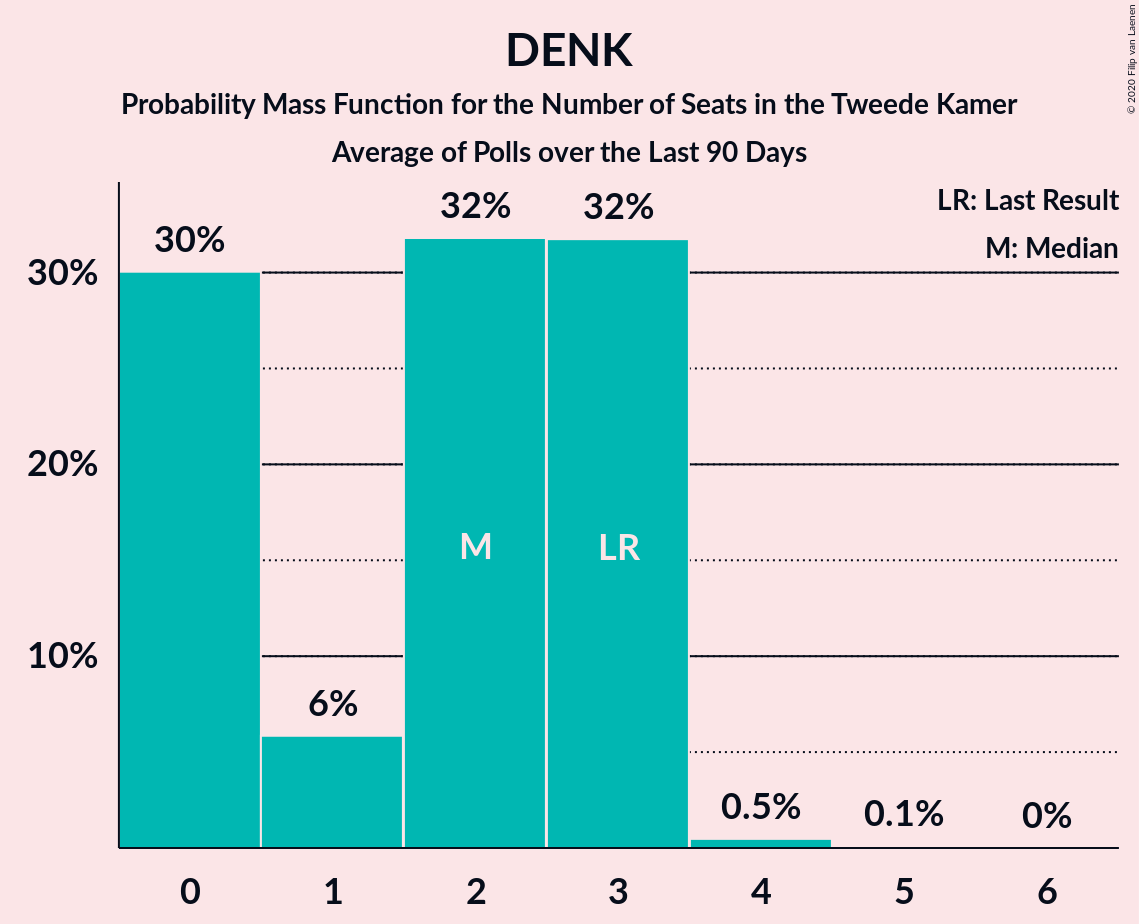 DENK
Probability Mass Function for the Number of Seats in the Tweede Kamer
Average of Polls over the Last 90 Days
© 2020 Filip van Laenen
LR: Last Result
M: Median
30%
32%
32%
30%
20%
10%
M
LR
6%
0.5%
0.1%
0%
0
1
2
3
4
5
6